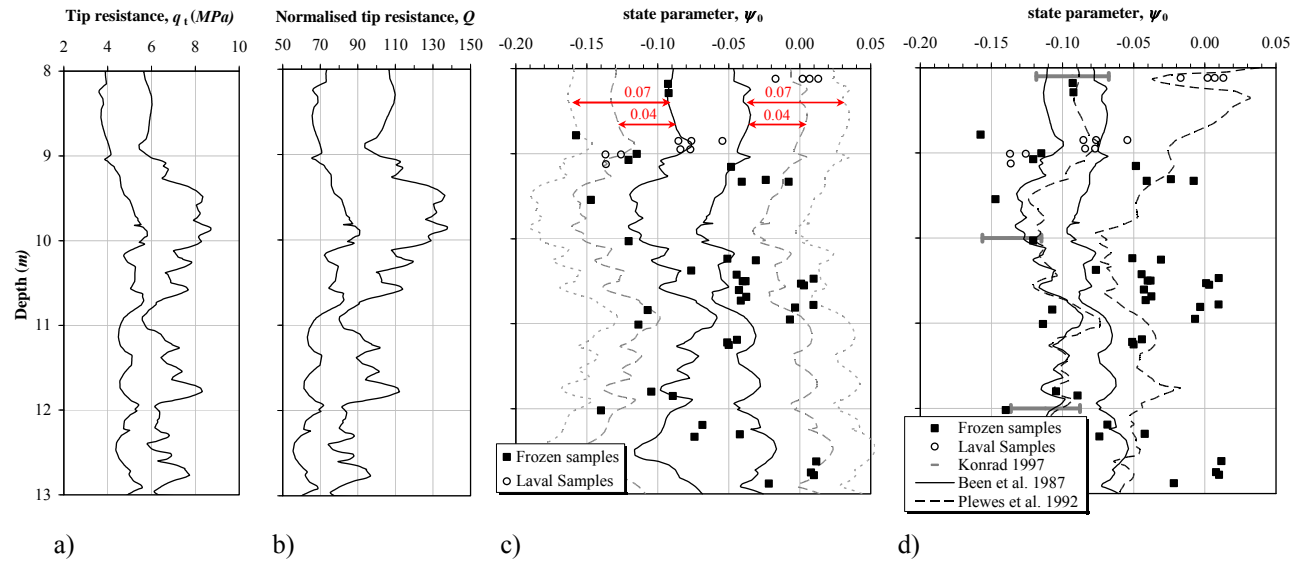 Tip resistance, q t (MPa)
2 4 6 8 10
Normalised tip resistance, Q
50 70 90 110 130 150
state parameter, ψ0
-0.20 -0.15 -0.10 -0.05 0.00 0.05
state parameter, ψ0
-0.20 -0.15 -0.10 -0.05 0.00 0.05
Depth (m)
8
9
10
11
12
13
0.07
0.04
0.07
0.04
Frozen samples
Laval Samples
Frozen samples
Laval Samples
Konrad 1997
Been et al. 1987
Plewes et al. 1992
a)
b)
c)
d)